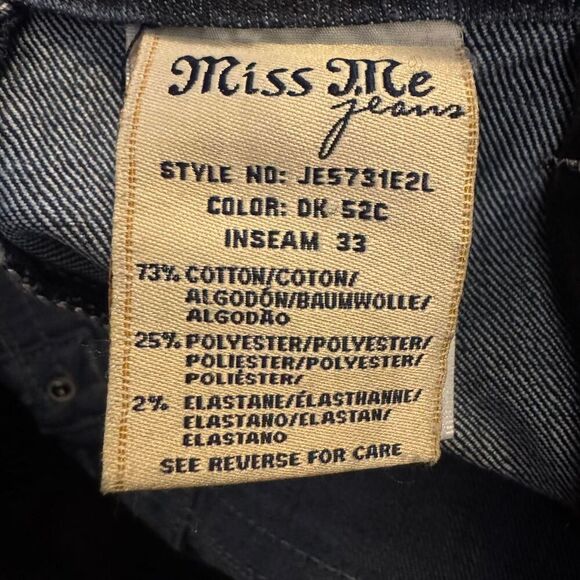 Miss Me
jeans
STYLE NO: JE5731E2L
COLOR: DK 52C
INSEAM 33
73% COTTON/COTON/
ALGODÓN/BAUMWOLLE/
ALGODÃO
25% POLYESTER/POLYESTER/
POLIESTER/POLYESTER/
POLIÉSTER/
2% ELASTANE/ÉLASTHANNE/
ELASTANO/ELASTAN/
ELASTANO
SEE REVERSE FOR CARE